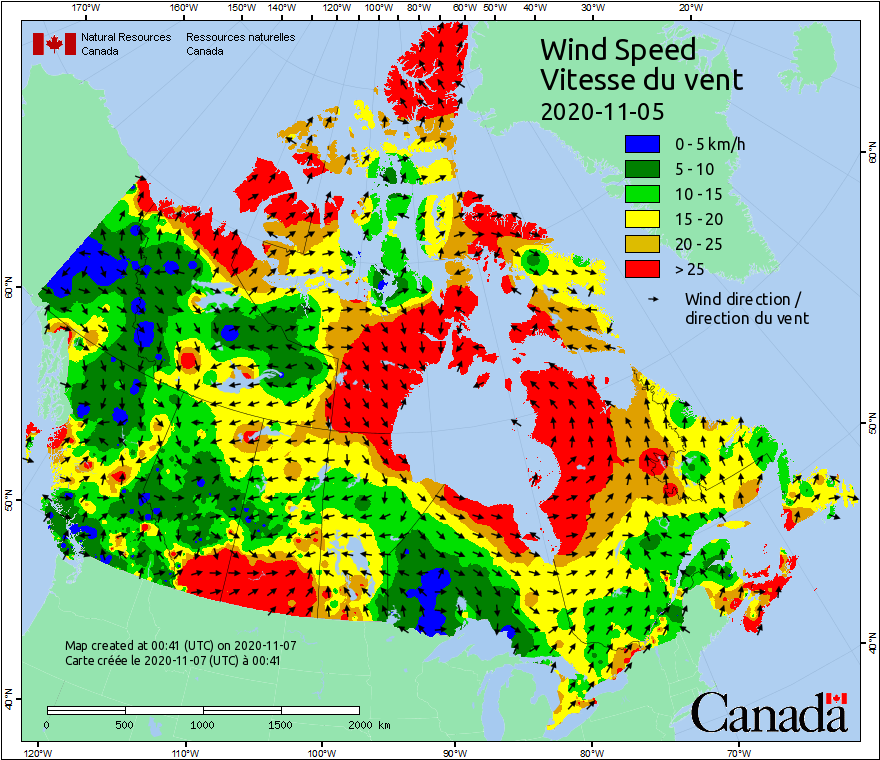 170°W 160°W 150°W 140°W 130°W 120°W 110°W 100°W 90°W 80°W 70°W 60°W 50°W 40°W 30°W 20°W
Natural Resources Canada
Ressources naturelles Canada
Wind Speed
Vitesse du vent
2020-11-05
0 - 5 km/h
5 - 10
10 - 15
15 - 20
20 - 25
> 25
Wind direction /
direction du vent
60°N
50°N
40°N
60°N
50°N
40°N
Map created at 00:41 (UTC) on 2020-11-07
Carte créée le 2020-11-07 (UTC) à 00:41
0 500 1000 1500 2000 km
Canada
120°W 110°W 100°W 90°W 80°W 70°W